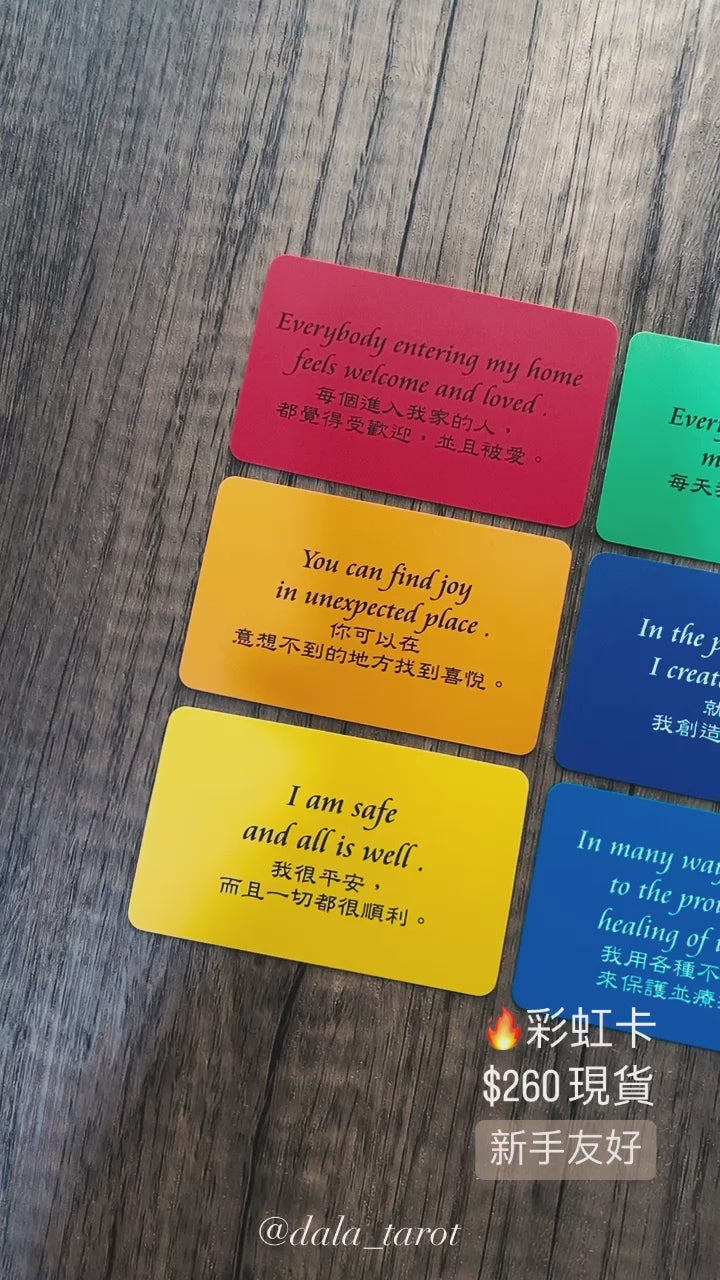 Everybody entering my home
feels welcome and loved .
每個進入我家的人，
都覺得受歡迎，並且被愛。
You can find joy
in unexpected place .
你可以在
意想不到的地方找到喜悅。
I am safe
and all is well .
我很平安，
而且一切都很順利。
每天
In the
I
我創造
In many
to the
healing of
我用各種不
來保護並療
🔥彩虹卡
$260 現貨
新手友好
@dala_tarot